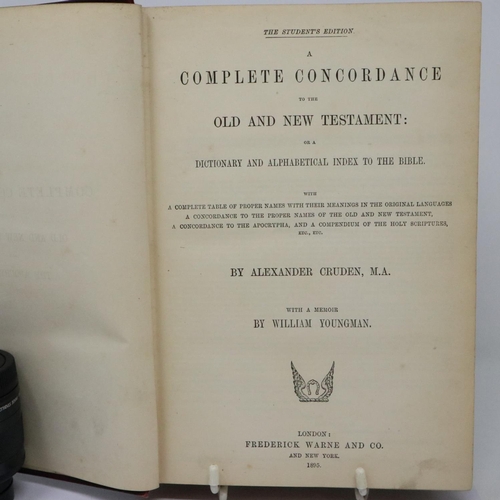 THE STUDENT'S EDITION
A
COMPLETE CONCORDANCE
TO THE
OLD AND NEW TESTAMENT:
OR A
DICTIONARY AND ALPHABETICAL INDEX TO THE BIBLE.
WITH
A COMPLETE TABLE OF PROPER NAMES WITH THEIR MEANINGS IN THE ORIGINAL LANGUAGES
A CONCORDANCE TO THE PROPER NAMES OF THE OLD AND NEW TESTAMENT,
A CONCORDANCE TO THE APOCRYPHA, AND A COMPENDIUM OF THE HOLY SCRIPTURES,
ETC., ETC.
BY ALEXANDER CRUDEN, M.A.
WITH A MEMOIR
BY WILLIAM YOUNGMAN.
LONDON:
FREDERICK WARNE AND CO.
AND NEW YORK.
1895.